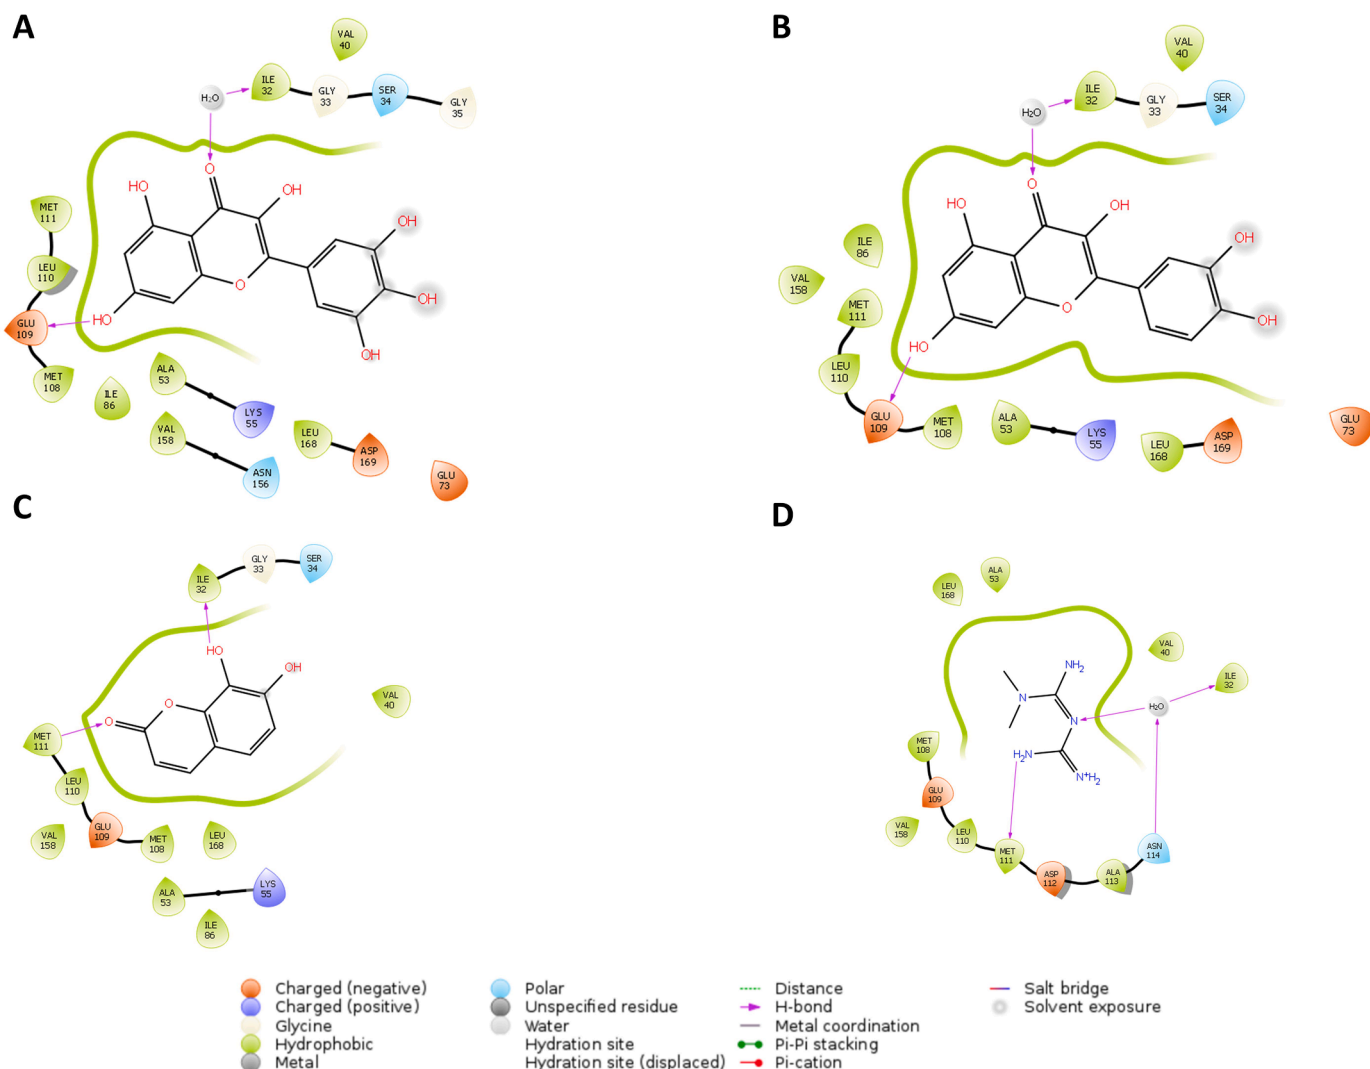 A
VAL
40
ILE
32
GLY
33
SER
34
GLY
35
H₂O
O
HO
OH
OH
MET
111
LEU
110
O
OH
GLU
109
HO
OH
MET
108
ILE
86
ALA
53
LYS
55
VAL
158
ASN
156
LEU
168
ASP
169
GLU
73
B
VAL
40
ILE
32
GLY
33
SER
34
H₂O
O
HO
OH
OH
ILE
86
VAL
158
MET
111
O
OH
HO
LEU
110
GLU
109
MET
108
ALA
53
LYS
55
LEU
168
ASP
169
GLU
73
C
ILE
32
GLY
33
SER
34
HO
OH
O
O
VAL
40
MET
111
LEU
110
VAL
158
GLU
109
MET
108
LEU
168
ALA
53
LYS
55
ILE
86
D
LEU
168
ALA
53
VAL
40
ILE
32
NH₂
N
N
H₂O
H₂N
N⁺H₂
MET
108
GLU
109
VAL
158
LEU
110
MET
111
ASP
112
ALA
113
ASN
114
Charged (negative)
Charged (positive)
Glycine
Hydrophobic
Metal
Polar
Unspecified residue
Water
Hydration site
Hydration site (displaced)
Distance
H-bond
Metal coordination
Pi-Pi stacking
Pi-cation
Salt bridge
Solvent exposure